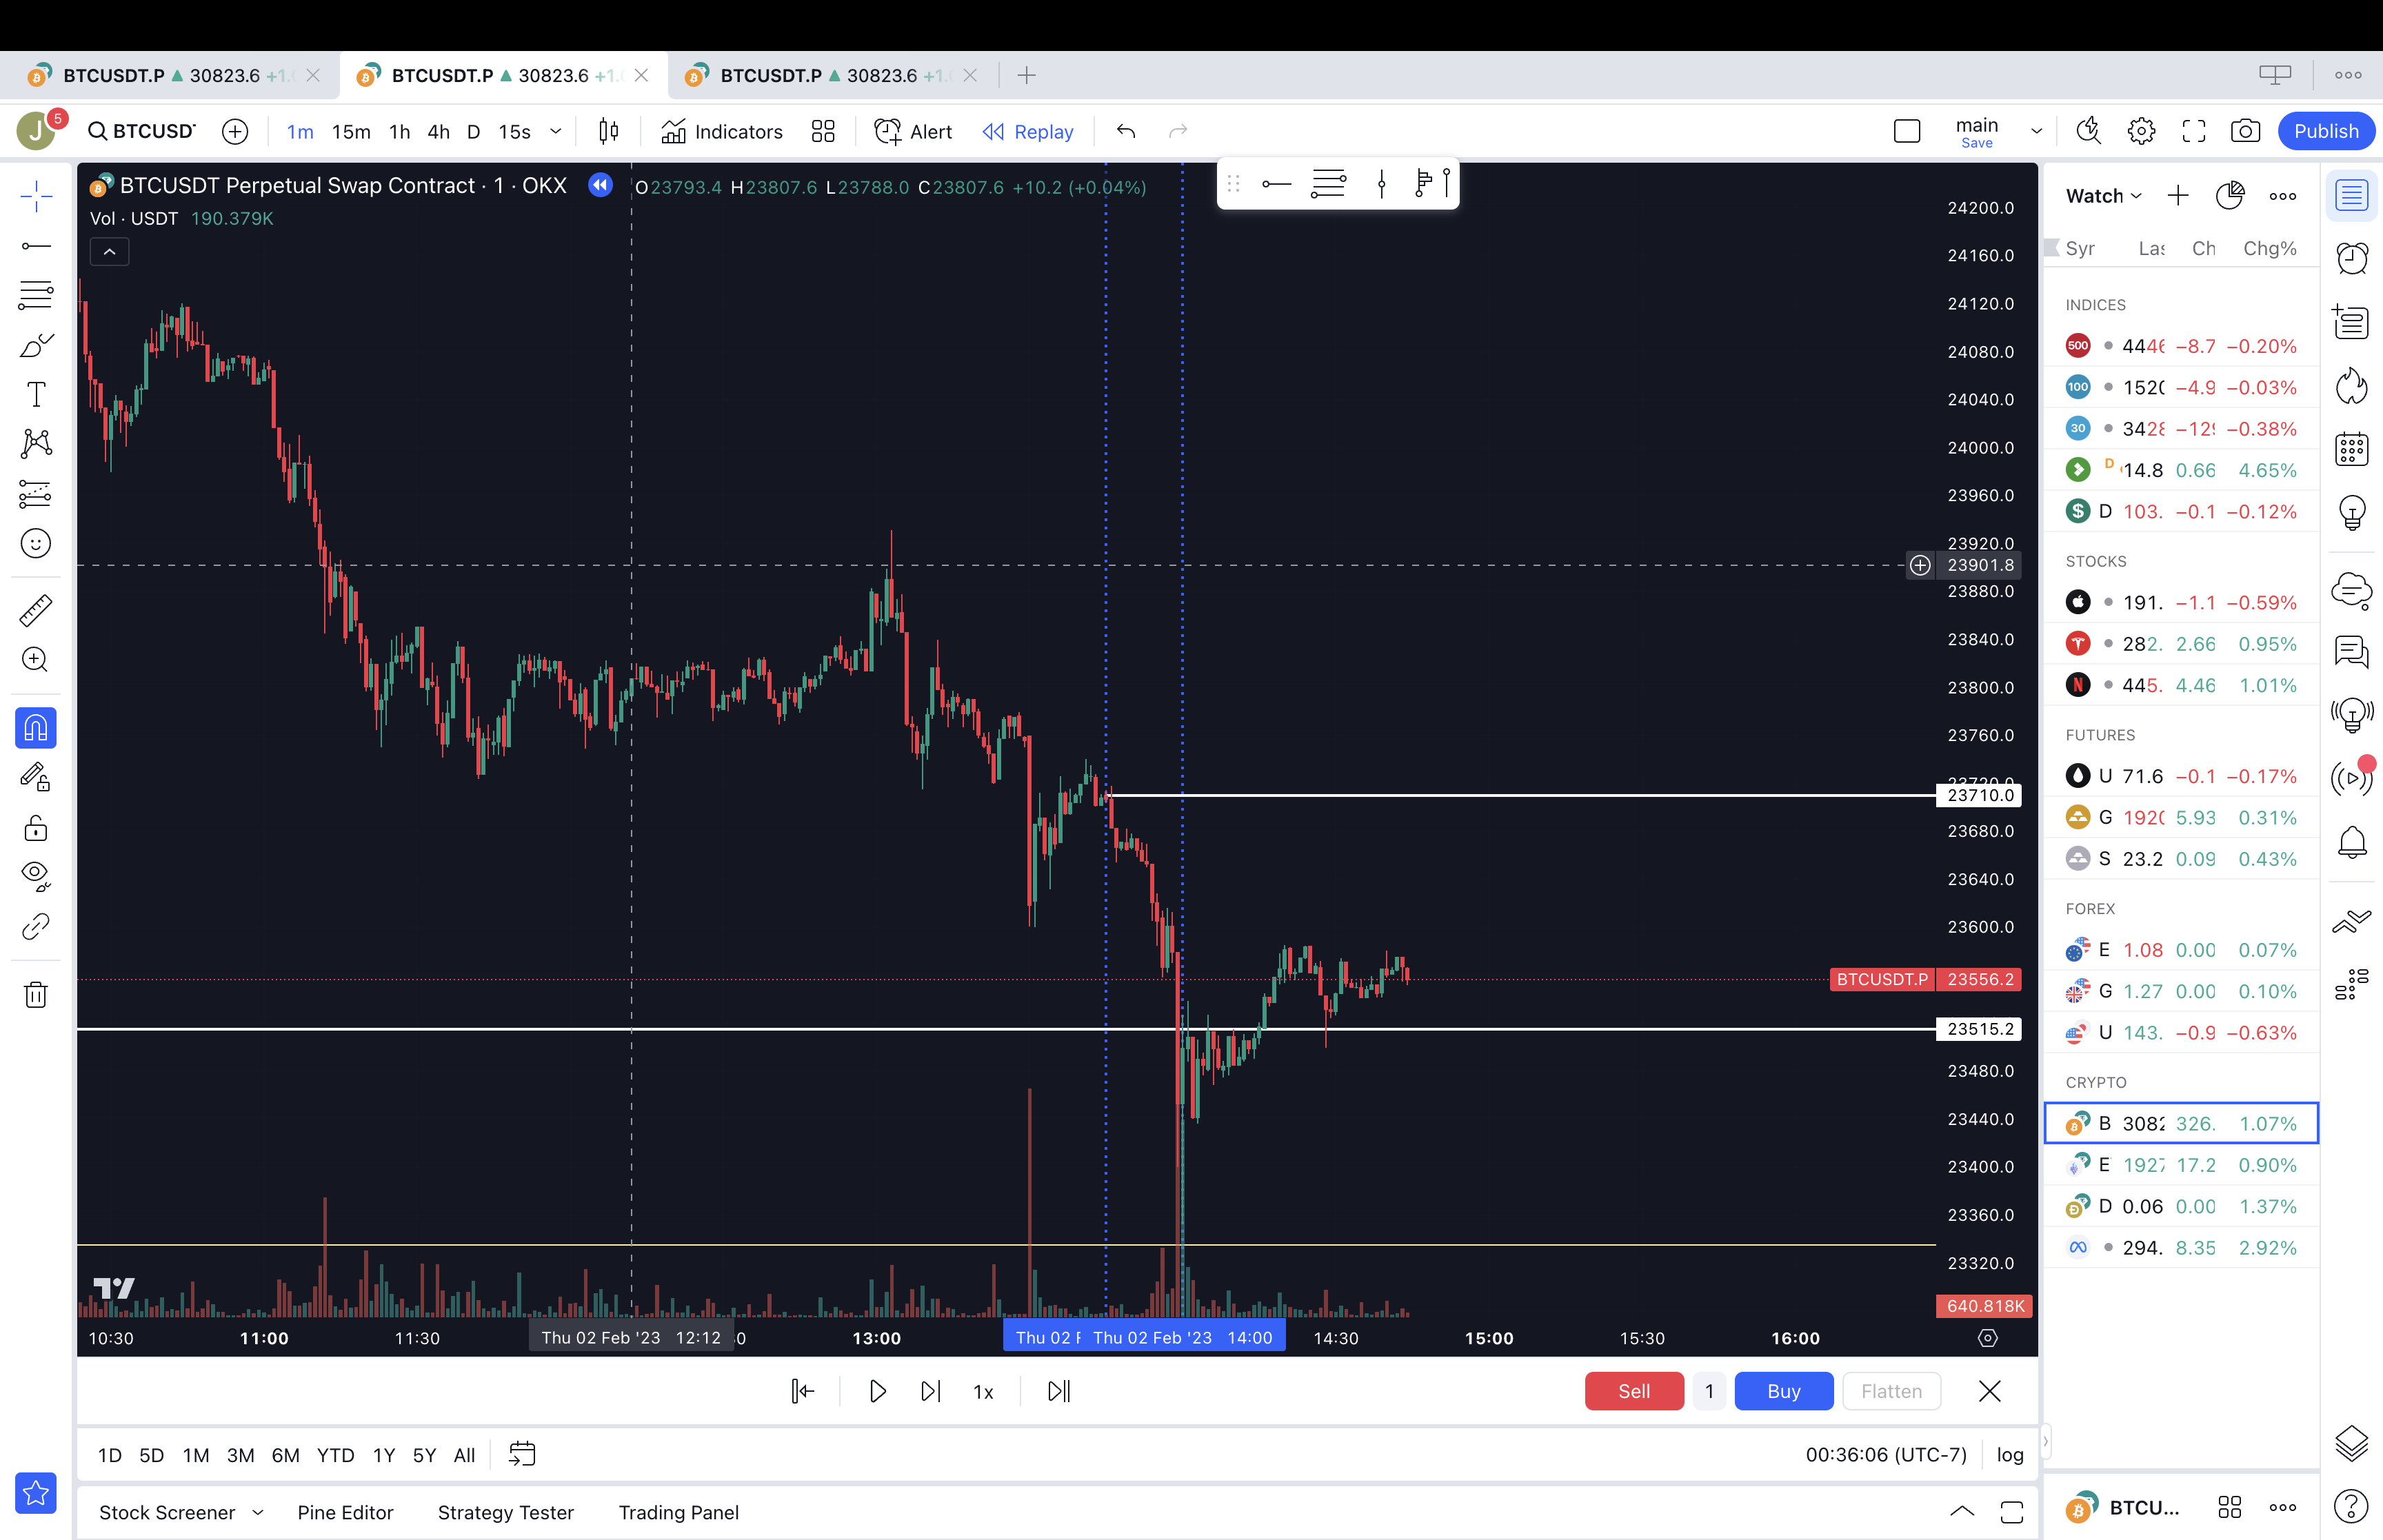 BTCUSDT.P ▲ 30823.6 +1. BTCUSDT.P ▲ 30823.6 +1. BTCUSDT.P ▲ 30823.6 +1.
J 5 BTCUSD 1m 15m 1h 4h D 15s Indicators Alert Replay main Save Publish
BTCUSDT Perpetual Swap Contract · 1 · OKX O23793.4 H23807.6 L23788.0 C23807.6 +10.2 (+0.04%)
Vol · USDT 190.379K
24200.0
24160.0
24120.0
24080.0
24040.0
24000.0
23960.0
23920.0
23901.8
23880.0
23840.0
23800.0
23760.0
23720.0
23710.0
23680.0
23640.0
23600.0
BTCUSDT.P 23556.2
23515.2
23480.0
23440.0
23400.0
23360.0
23320.0
640.818K
10:30 11:00 11:30 Thu 02 Feb '23 12:12 13:00 Thu 02 Thu 02 Feb '23 14:00 14:30 15:00 15:30 16:00
1x Sell 1 Buy Flatten
1D 5D 1M 3M 6M YTD 1Y 5Y All 00:36:06 (UTC-7) log
Stock Screener Pine Editor Strategy Tester Trading Panel
Watch
Syr Las Ch Chg%
INDICES
500 446 −8.7 −0.20%
100 1520 −4.9 −0.03%
30 3428 −129 −0.38%
D 14.8 0.66 4.65%
$ D 103. −0.1 −0.12%
STOCKS
191. −1.1 −0.59%
282. 2.66 0.95%
N 445. 4.46 1.01%
FUTURES
U 71.6 −0.1 −0.17%
G 1920 5.93 0.31%
S 23.2 0.09 0.43%
FOREX
E 1.08 0.00 0.07%
G 1.27 0.00 0.10%
U 143. −0.9 −0.63%
CRYPTO
B 3082 326. 1.07%
E 1927 17.2 0.90%
D 0.06 0.00 1.37%
294. 8.35 2.92%
BTCU...